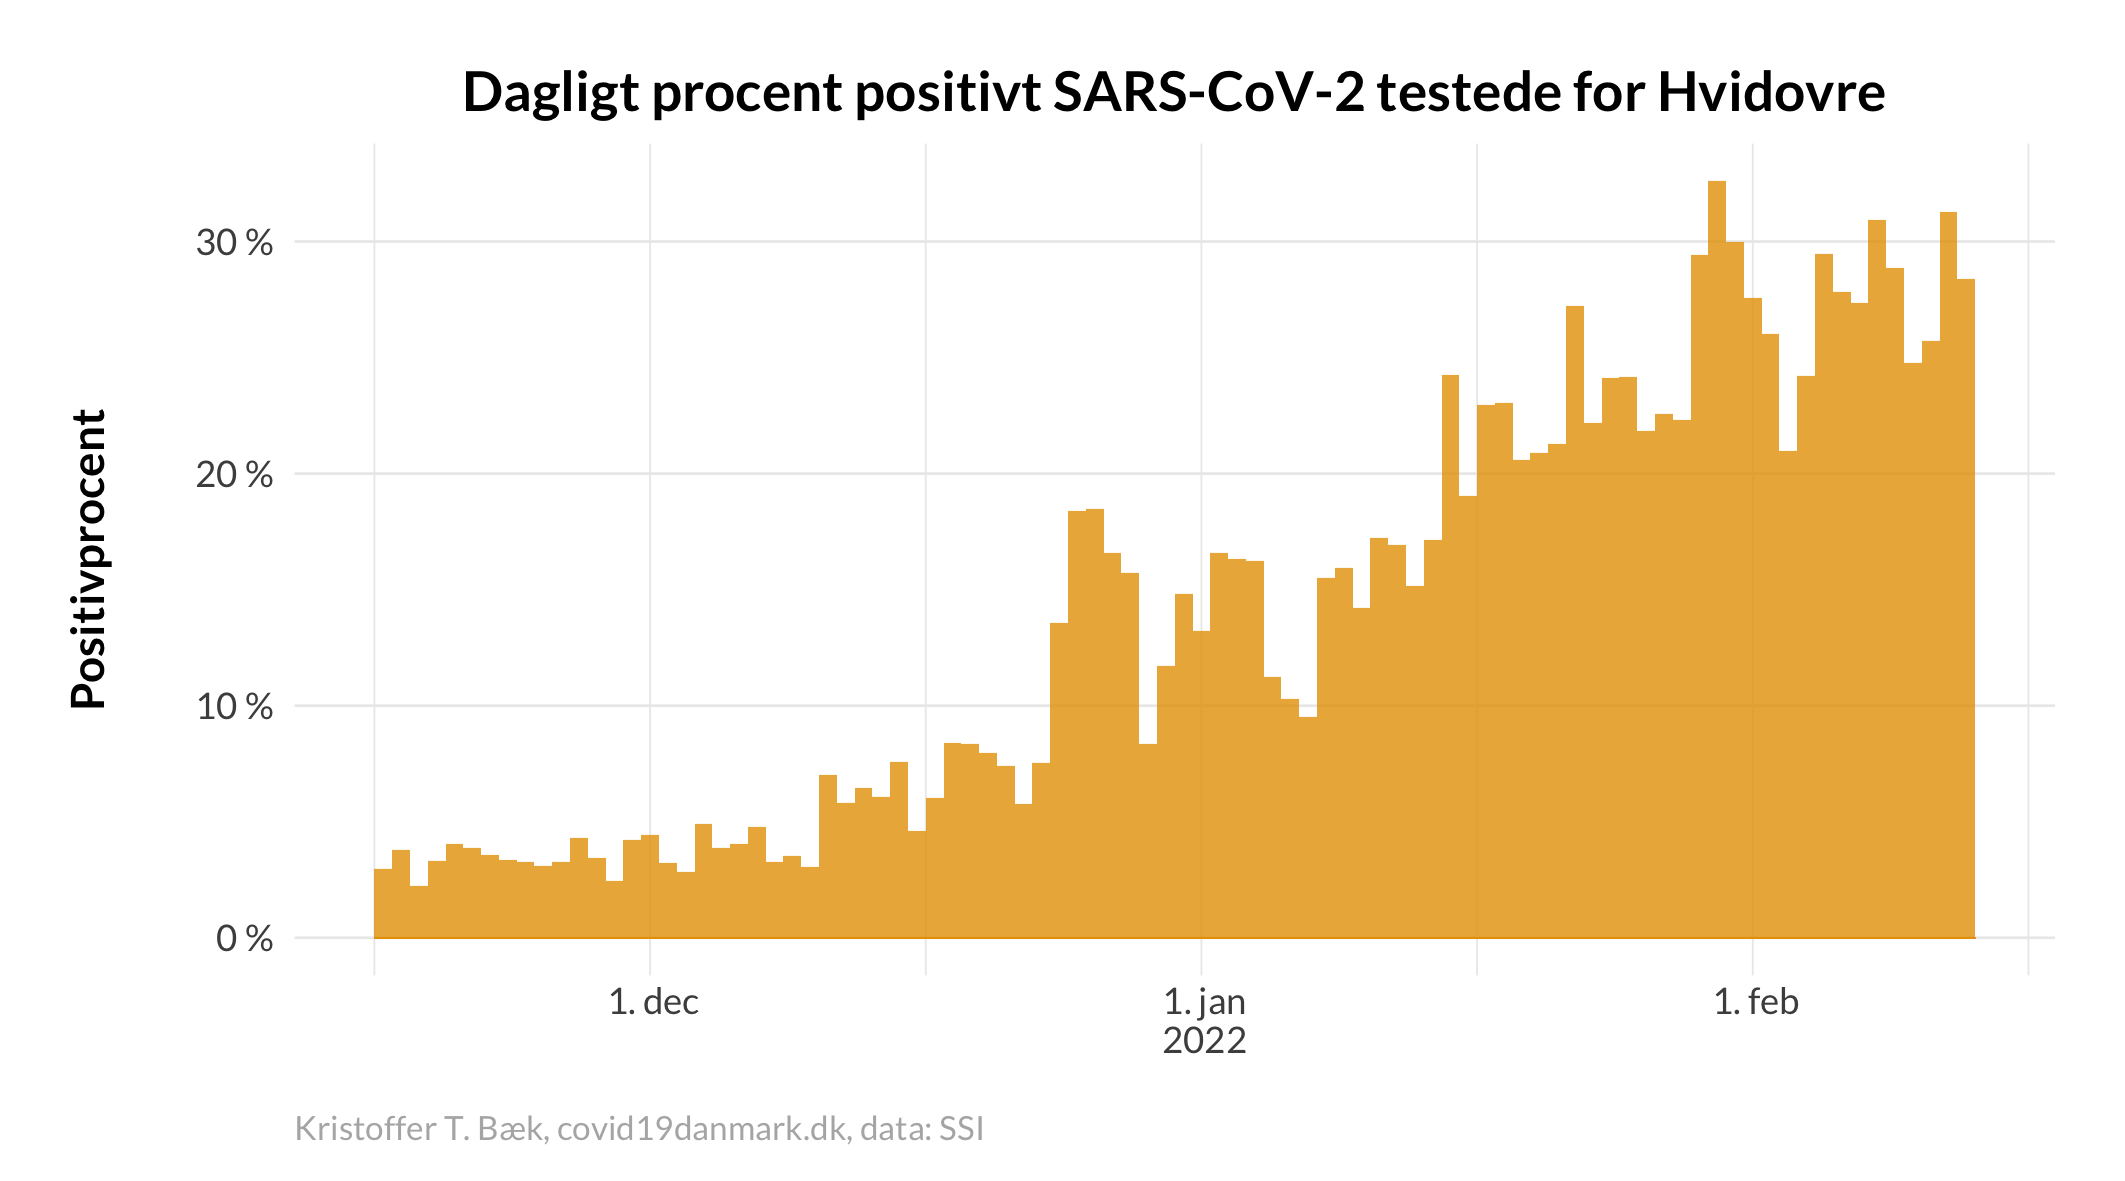 Dagligt procent positivt SARS-CoV-2 testede for Hvidovre
Positivprocent
30 %
20 %
10 %
0 %
1. dec
1. jan
2022
1. feb
Kristoffer T. Bæk, covid19danmark.dk, data: SSI